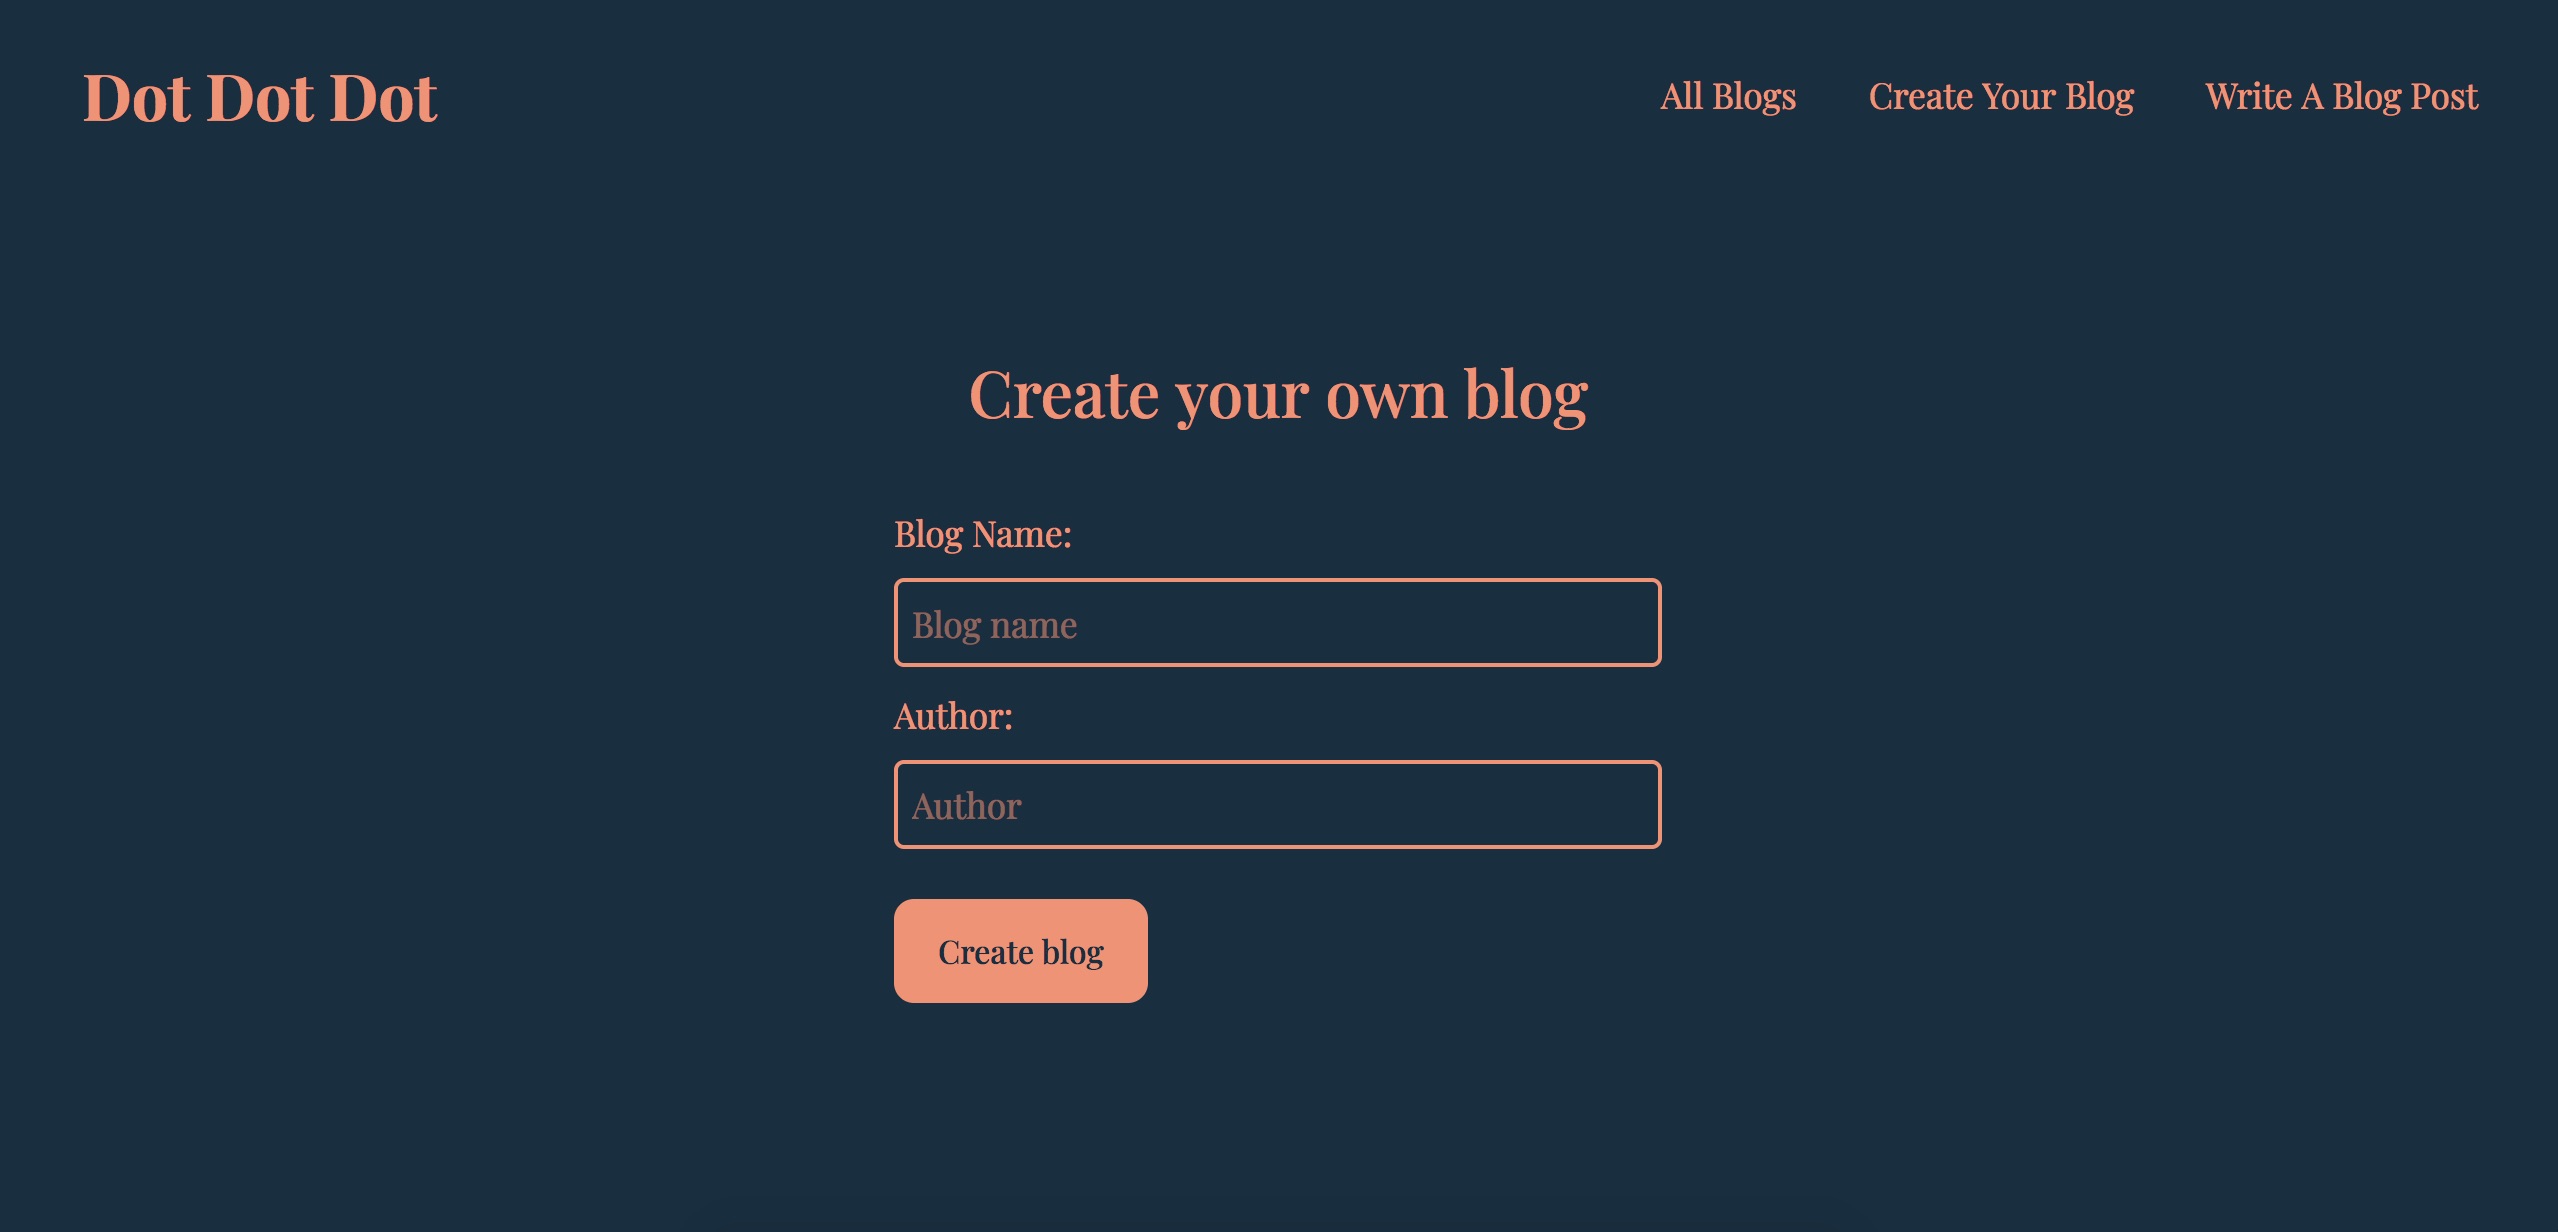 Dot Dot Dot
All Blogs
Create Your Blog
Write A Blog Post
Create your own blog
Blog Name:
Blog name
Author:
Author
Create blog